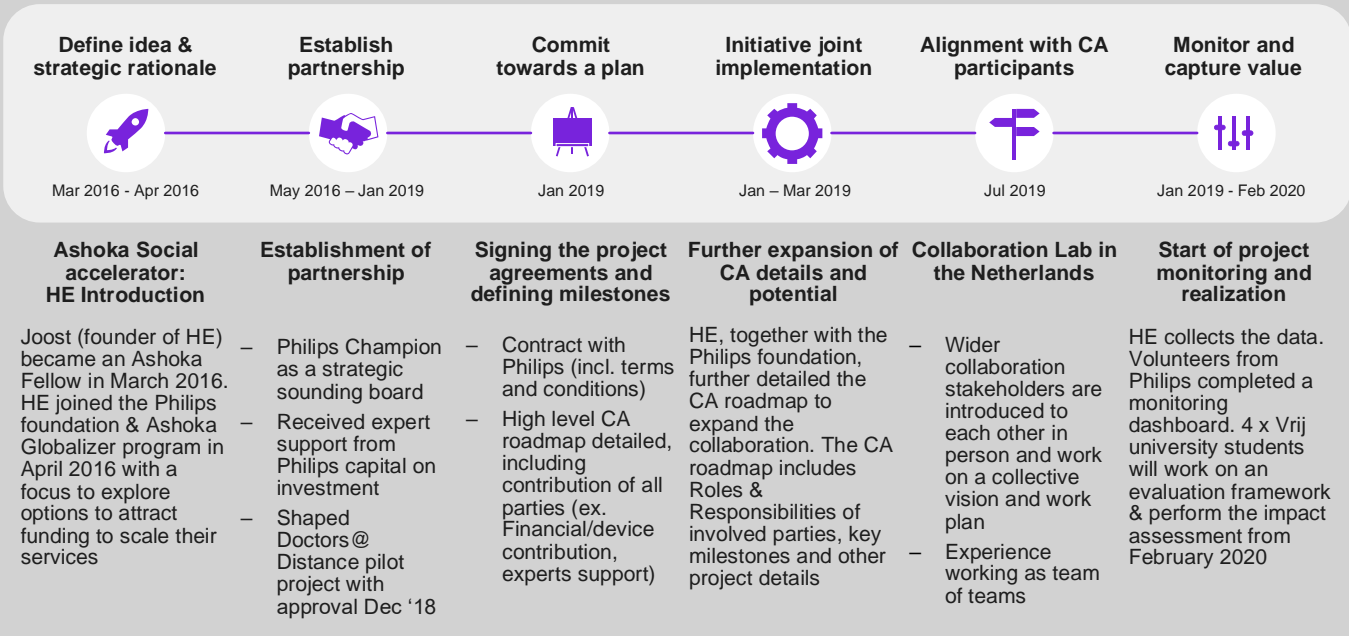 Define idea &
strategic rationale
Mar 2016 - Apr 2016
Establish
partnership
May 2016 – Jan 2019
Commit
towards a plan
Jan 2019
Initiative joint
implementation
Jan – Mar 2019
Alignment with CA
participants
Jul 2019
Monitor and
capture value
Jan 2019 - Feb 2020
Ashoka Social
accelerator:
HE Introduction
Joost (founder of HE)
became an Ashoka
Fellow in March 2016.
HE joined the Philips
foundation & Ashoka
Globalizer program in
April 2016 with a
focus to explore
options to attract
funding to scale their
services
Establishment of
partnership
– Philips Champion
as a strategic
sounding board
– Received expert
support from
Philips capital on
investment
– Shaped
Doctors@
Distance pilot
project with
approval Dec ‘18
Signing the project
agreements and
defining milestones
– Contract with
Philips (incl. terms
and conditions)
– High level CA
roadmap detailed,
including
contribution of all
parties (ex.
Financial/device
contribution,
experts support)
Further expansion of
CA details and
potential
HE, together with the
Philips foundation,
further detailed the
CA roadmap to
expand the
collaboration. The CA
roadmap includes
Roles &
Responsibilities of
involved parties, key
milestones and other
project details
Collaboration Lab in
the Netherlands
– Wider
collaboration
stakeholders are
introduced to
each other in
person and work
on a collective
vision and work
plan
– Experience
working as team
of teams
Start of project
monitoring and
realization
HE collects the data.
Volunteers from
Philips completed a
monitoring
dashboard. 4 x Vrij
university students
will work on an
evaluation framework
& perform the impact
assessment from
February 2020